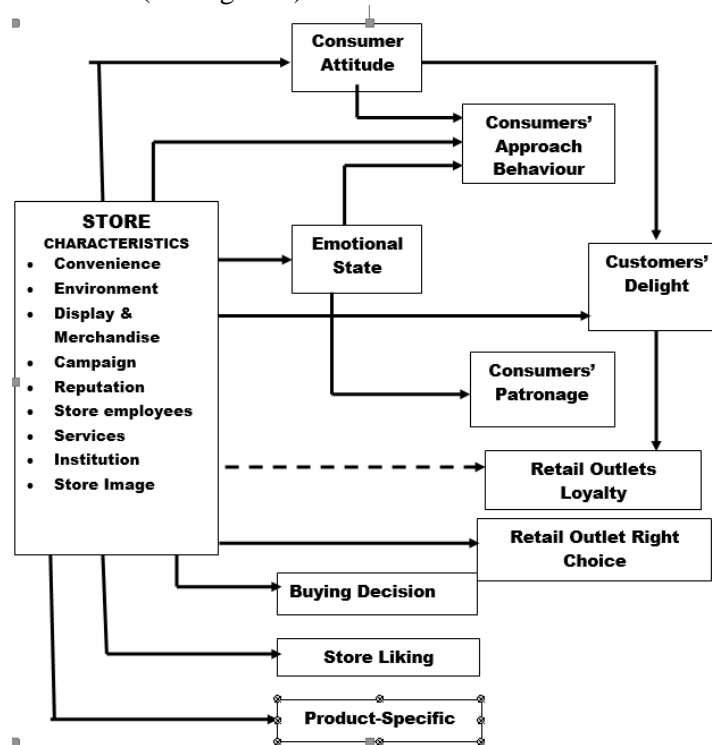 Consumer
Attitude
Consumers’
Approach
Behaviour
STORE
CHARACTERISTICS
• Convenience
• Environment
• Display &
Merchandise
• Campaign
• Reputation
• Store employees
• Services
• Institution
• Store Image
Emotional
State
Customers’
Delight
Consumers’
Patronage
Retail Outlets
Loyalty
Retail Outlet Right
Choice
Buying Decision
Store Liking
Product-Specific